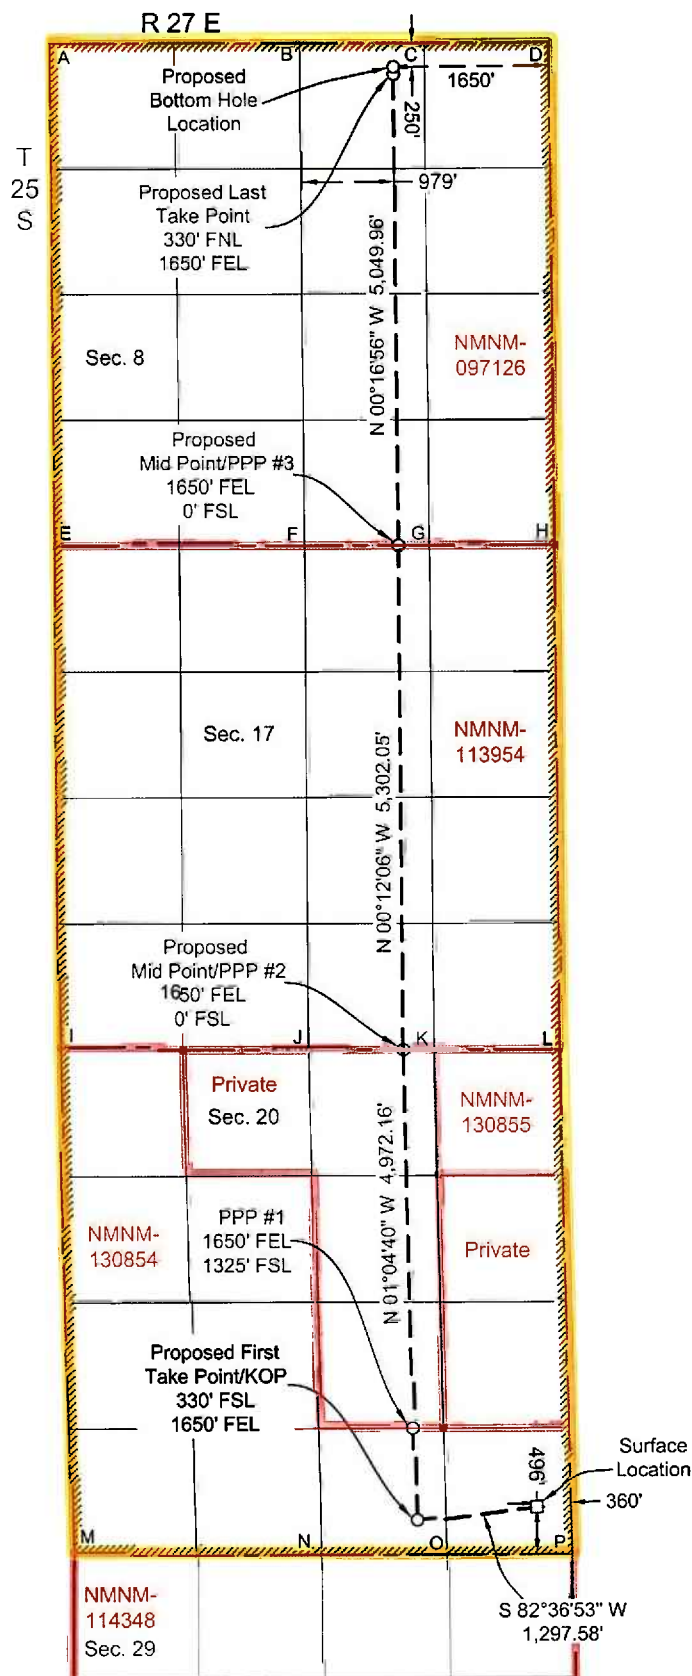 R 27 E
A
B
C
D
Proposed
Bottom Hole
Location
1650'
250'
T
25
S
979'
Proposed Last
Take Point
330' FNL
1650' FEL
N 00°16'56" W 5,049.96'
Sec. 8
NMNM-
097126
Proposed
Mid Point/PPP #3
1650' FEL
0' FSL
E
F
G
H
Sec. 17
NMNM-
113954
N 00°12'06" W 5,302.05'
Proposed
Mid Point/PPP #2
1650' FEL
0' FSL
I
J
K
L
Private
Sec. 20
NMNM-
130855
N 01°04'40" W 4,972.16'
NMNM-
130854
PPP #1
1650' FEL
1325' FSL
Private
Proposed First
Take Point/KOP
330' FSL
1650' FEL
496'
Surface
Location
360'
M
N
O
P
NMNM-
114348
Sec. 29
S 82°36'53" W
1,297.58'